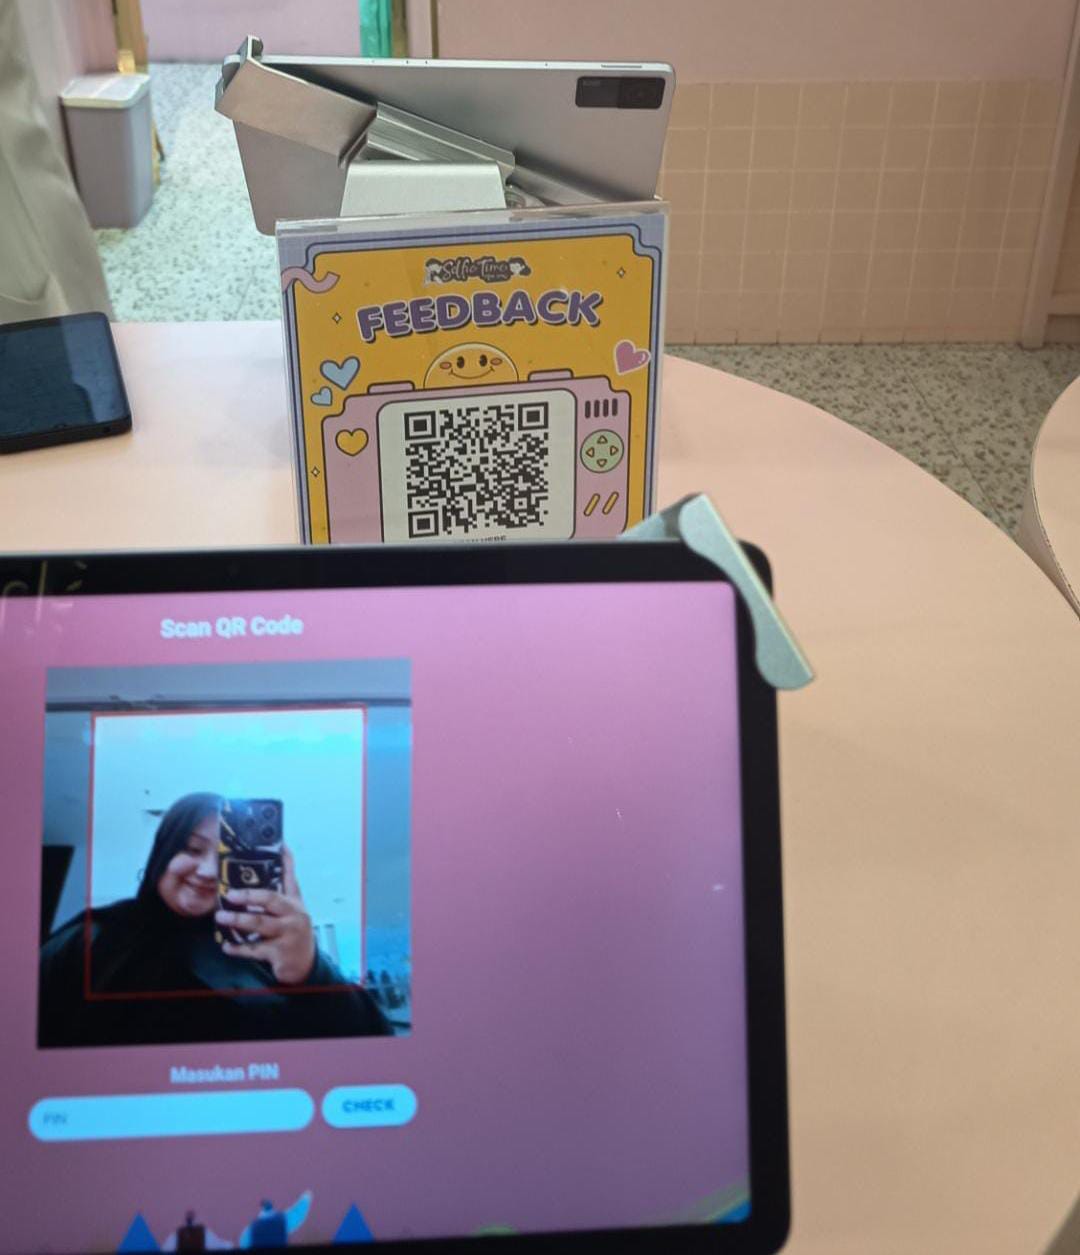 Selfie Time
FEEDBACK
Scan QR Code
Masukan PIN
PIN
CHECK